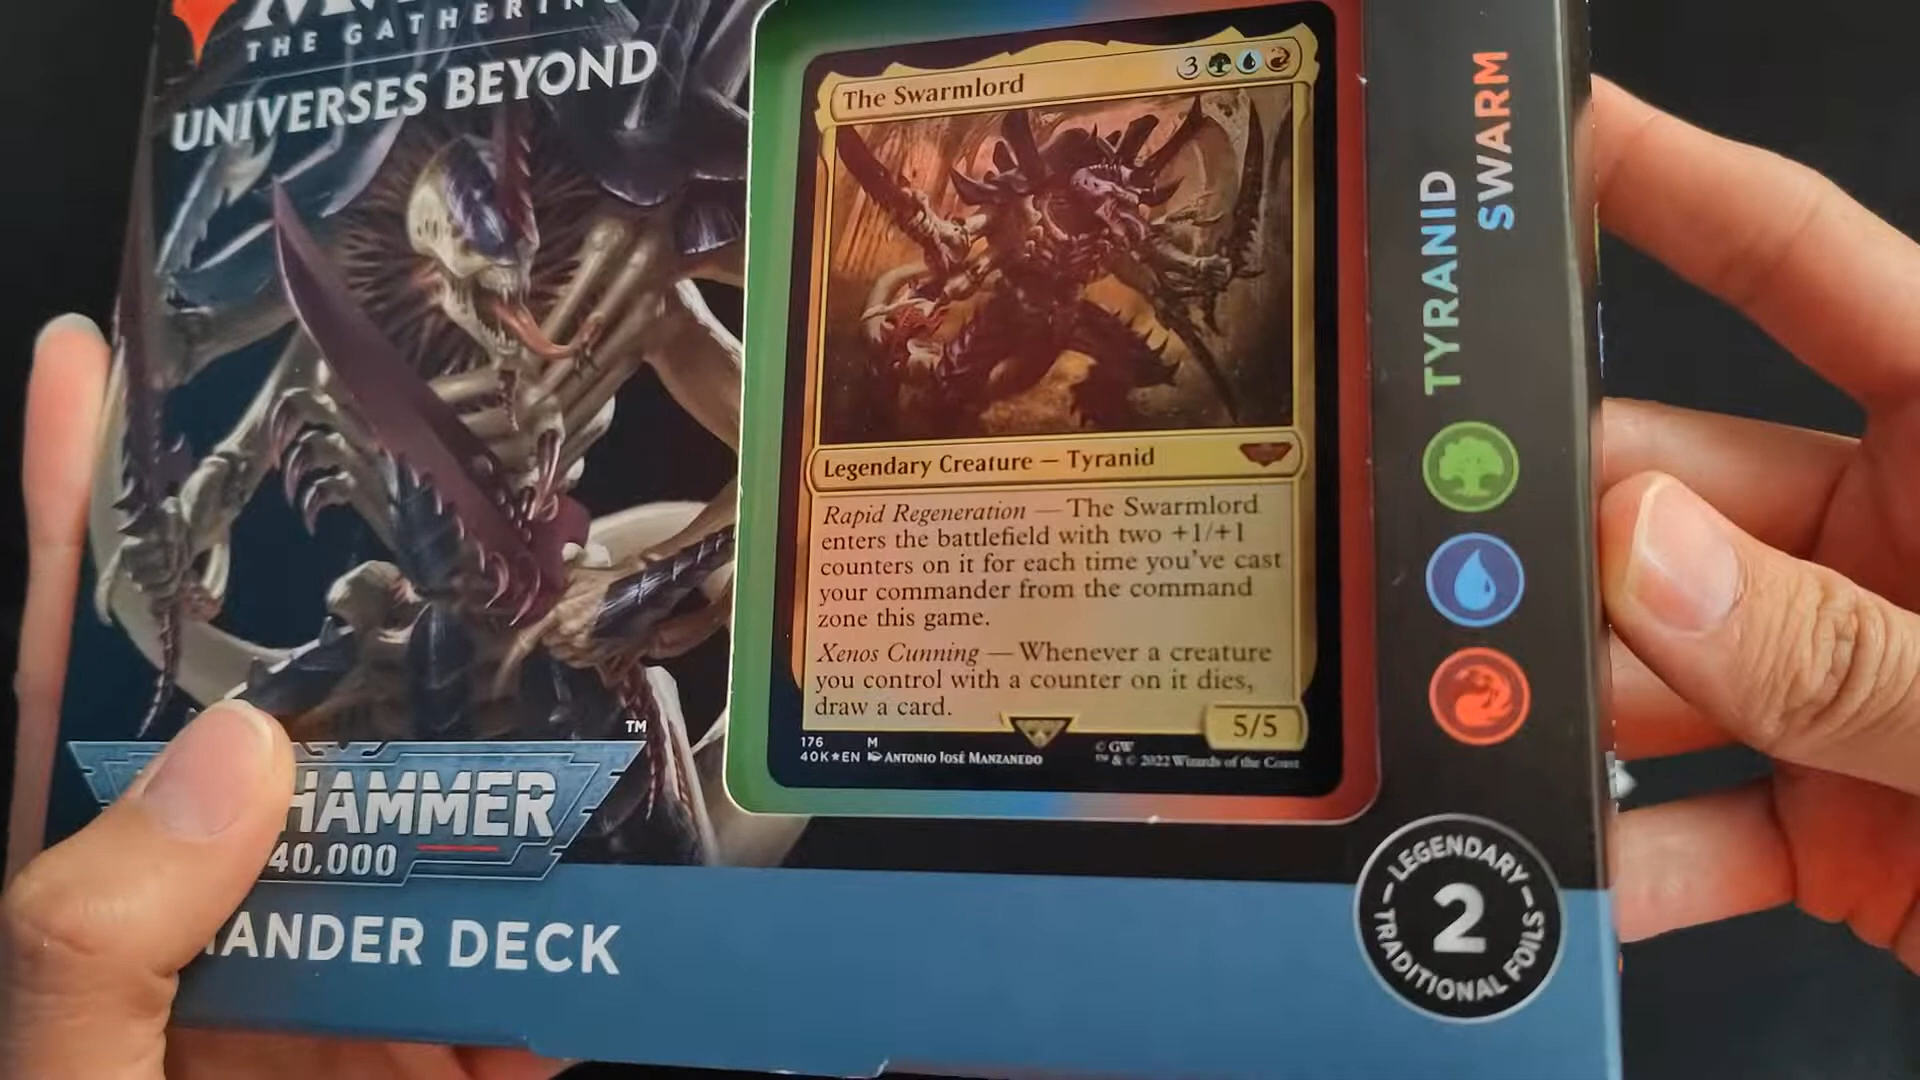 THE GATHERING
UNIVERSES BEYOND
The Swarmlord
3
Legendary Creature — Tyranid
Rapid Regeneration — The Swarmlord
enters the battlefield with two +1/+1
counters on it for each time you've cast
your commander from the command
zone this game.
Xenos Cunning — Whenever a creature
you control with a counter on it dies,
draw a card.
5/5
176 M
40K★EN ANTONIO JOSÉ MANZANEDO
© GW
™ & © 2022 Wizards of the Coast
TYRANID
SWARM
™
HAMMER
40,000
ANDER DECK
LEGENDARY
2
TRADITIONAL FOILS